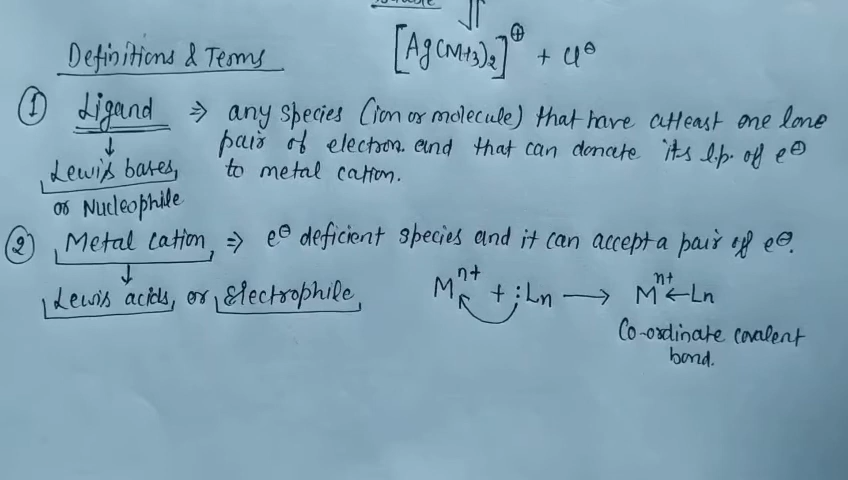 [Ag(NH3)2]⊕ + Cl⊖
Definitions & Terms
① Ligand ⇒ any species (ion or molecule) that have atleast one lone
pair of electron. and that can donate its l.p. of e⊖
to metal cation.
↓
Lewis bases,
or Nucleophile
② Metal cation, ⇒ e⊖ deficient species and it can accept a pair of e⊖.
↓
Lewis acids, or Electrophile,
Mn+ + :Ln ⟶ Mn+ ←Ln
Co-ordinate covalent
bond.